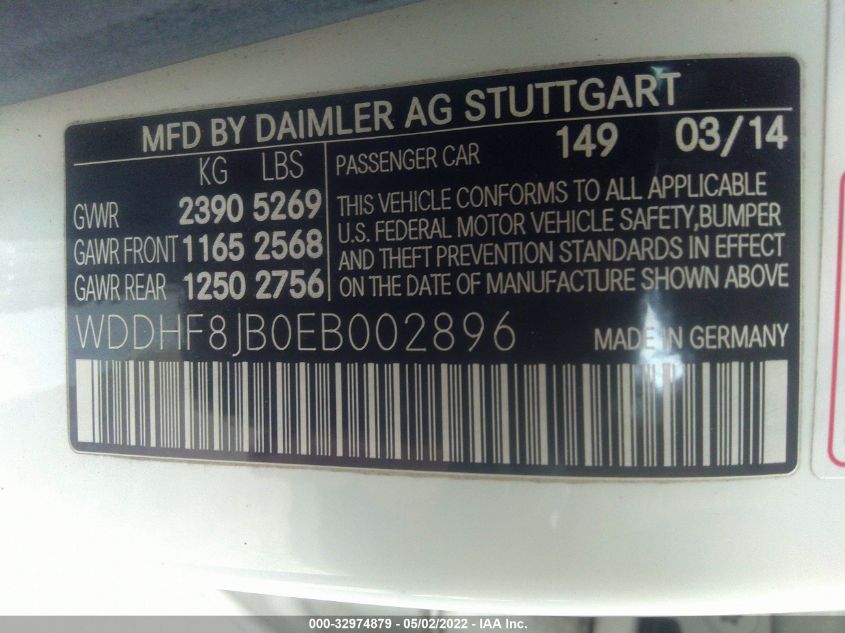 MFD BY DAIMLER AG STUTTGART
KG LBS
GVWR 2390 5269
GAWR FRONT 1165 2568
GAWR REAR 1250 2756
PASSENGER CAR 149 03/14
THIS VEHICLE CONFORMS TO ALL APPLICABLE
U.S. FEDERAL MOTOR VEHICLE SAFETY,BUMPER
AND THEFT PREVENTION STANDARDS IN EFFECT
ON THE DATE OF MANUFACTURE SHOWN ABOVE
WDDHF8JB0EB002896 MADE IN GERMANY
000-32974879 - 05/02/2022 - IAA Inc.